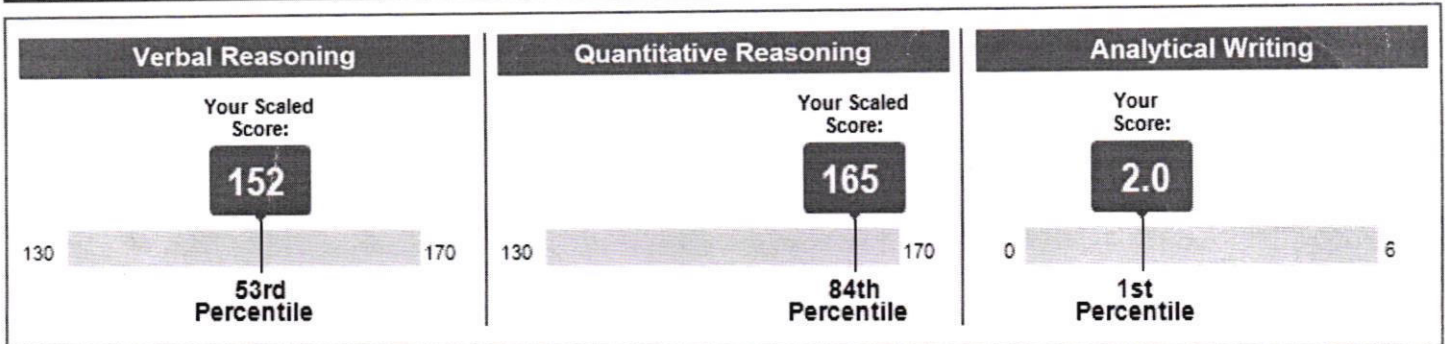 Verbal Reasoning
Your Scaled
Score:
152
130
170
53rd
Percentile
Quantitative Reasoning
Your Scaled
Score:
165
130
170
84th
Percentile
Analytical Writing
Your
Score:
2.0
0
6
1st
Percentile